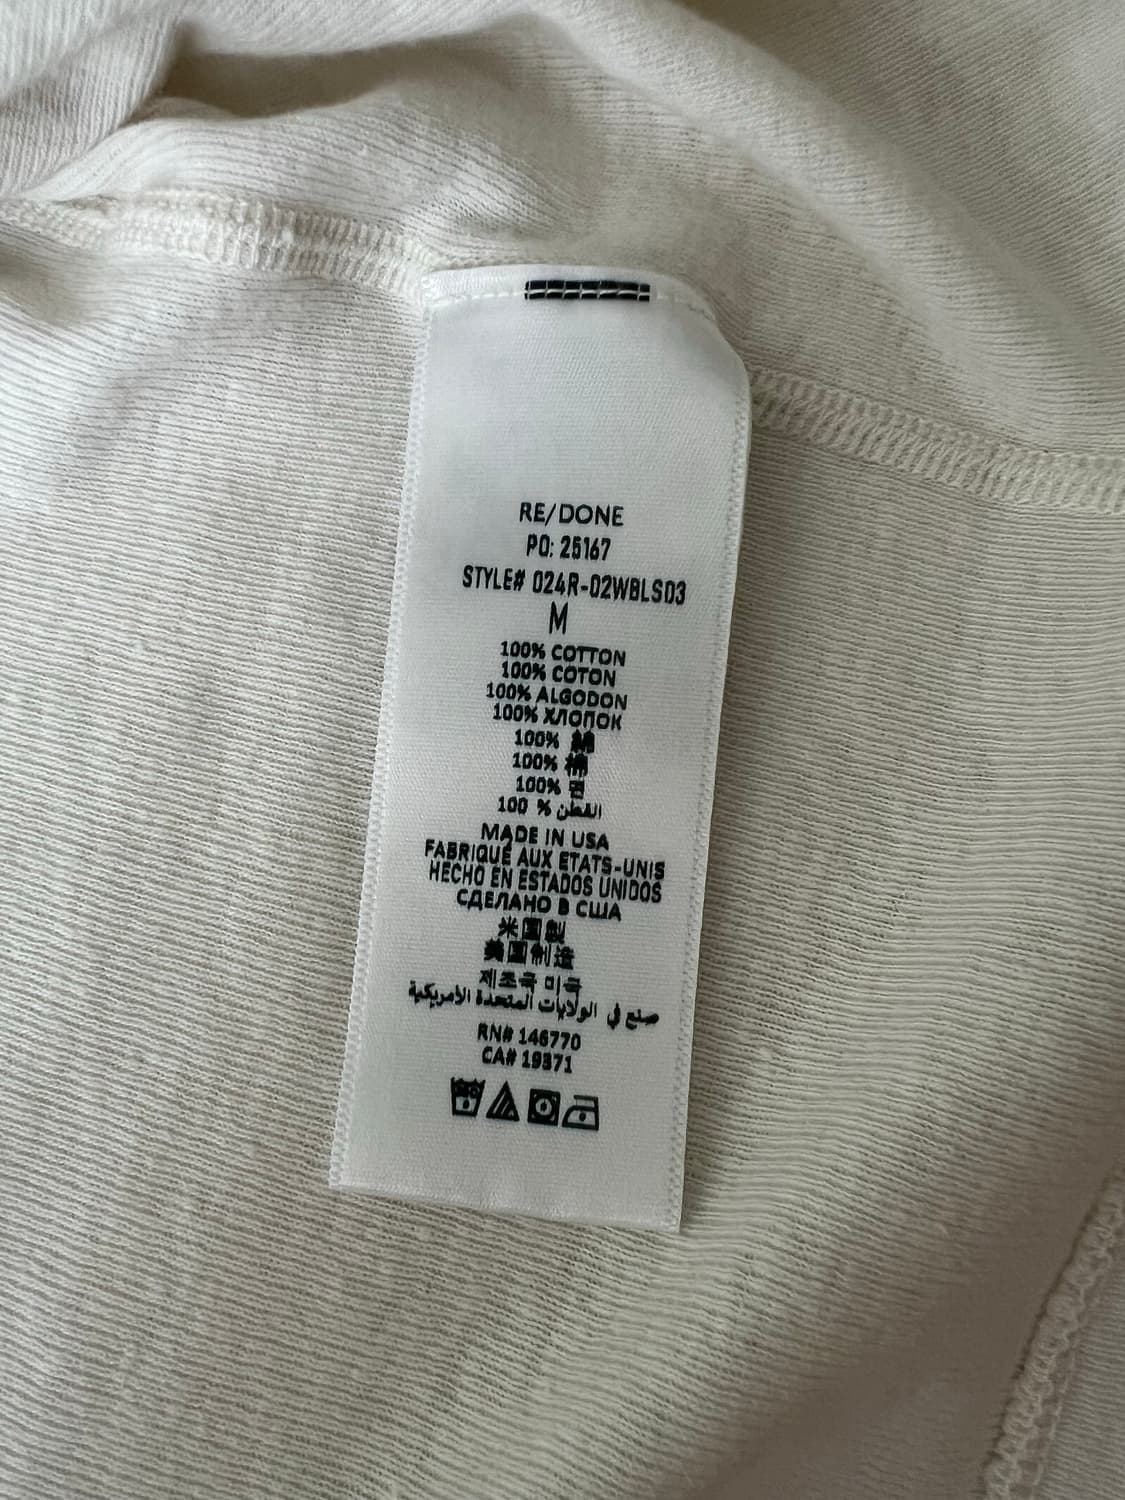 RE/DONE
PO: 25167
STYLE# 024R-02WBLS03
M
100% COTTON
100% COTON
100% ALGODON
100% ХЛОПОК
100% 綿
100% 棉
100% 면
100 % القطن
MADE IN USA
FABRIQUÉ AUX ETATS-UNIS
HECHO EN ESTADOS UNIDOS
СДЕЛАНО В США
米国製
美国制造
제조국 미국
صنع في الولايات المتحدة الأمريكية
RN# 146770
CA# 19371